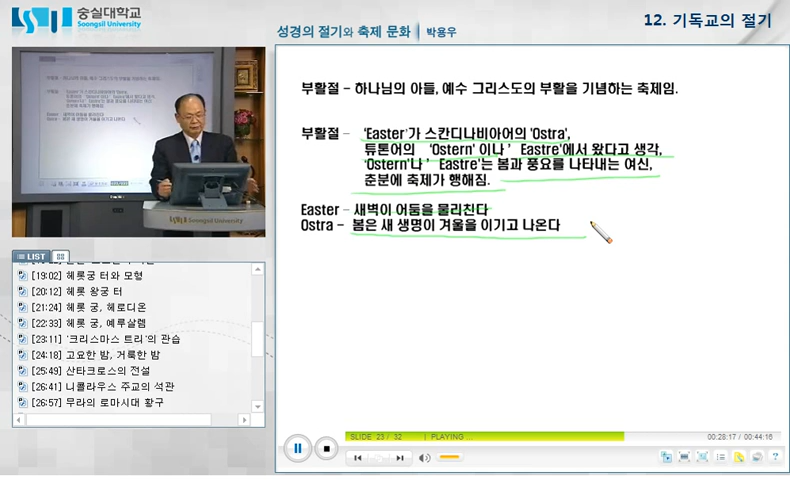 숭실대학교
Soongsil University
성경의 절기와 축제 문화 | 박용우
12. 기독교의 절기
부활절 – 하나님의 아들, 예수 그리스도의 부활을 기념하는 축제임.
부활절 – 'Easter'가 스칸디나비아어의 'Ostra',
튜톤어의 'Ostern' 이나 ' Eastre'에서 왔다고 생각,
'Ostern'나 ' Eastre'는 봄과 풍요를 나타내는 여신,
춘분에 축제가 행해짐.
Easter – 새벽이 어둠을 물리친다
Ostra – 봄은 새 생명이 겨울을 이기고 나온다
숭실대학교 Soongsil University
LIST
[19:02] 헤롯궁 터와 모형
[20:12] 헤롯 왕궁 터
[21:24] 헤롯 궁, 헤로디온
[22:33] 헤롯 궁, 예루살렘
[23:11] '크리스마스 트리'의 관습
[24:18] 고요한 밤, 거룩한 밤
[25:49] 산타크로스의 전설
[26:41] 니콜라우스 주교의 석관
[26:57] 무라의 로마시대 항구
SLIDE 23 / 32 | PLAYING ...
00:28:17 / 00:44:16